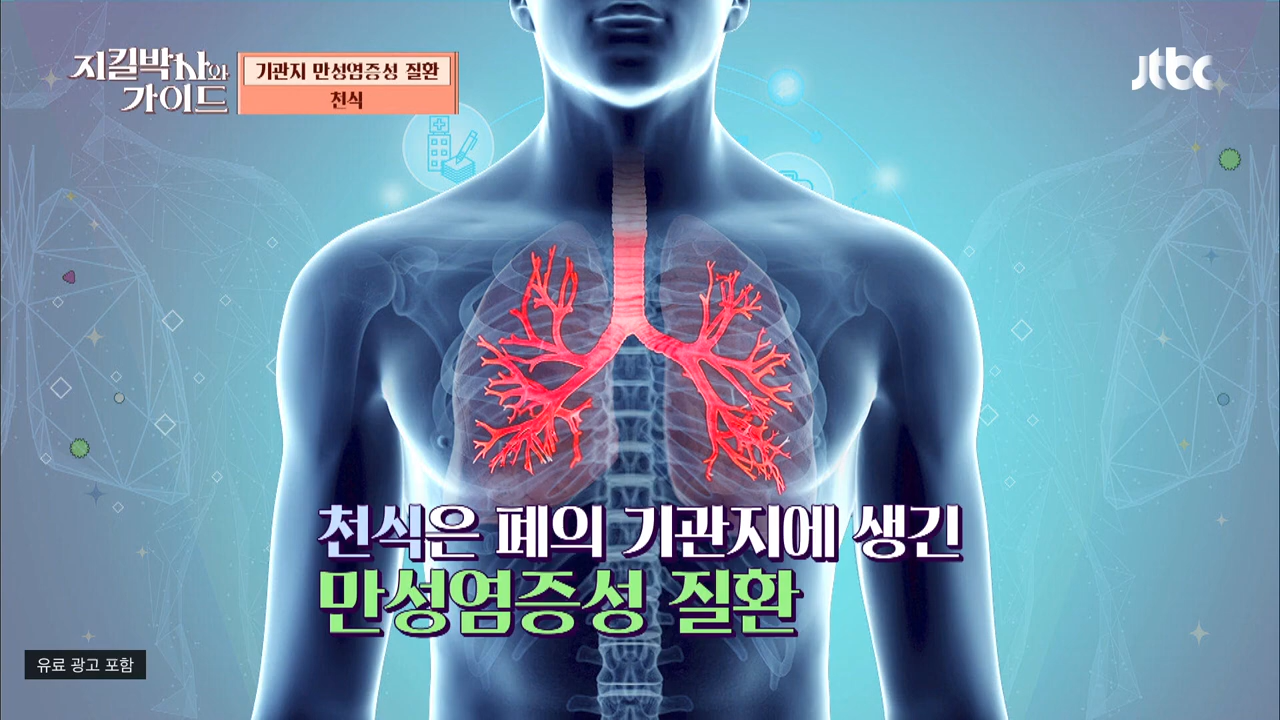 지킬박사와
가이드
기관지 만성염증성 질환
천식
jtbc
천식은 폐의 기관지에 생긴
만성염증성 질환
유료 광고 포함